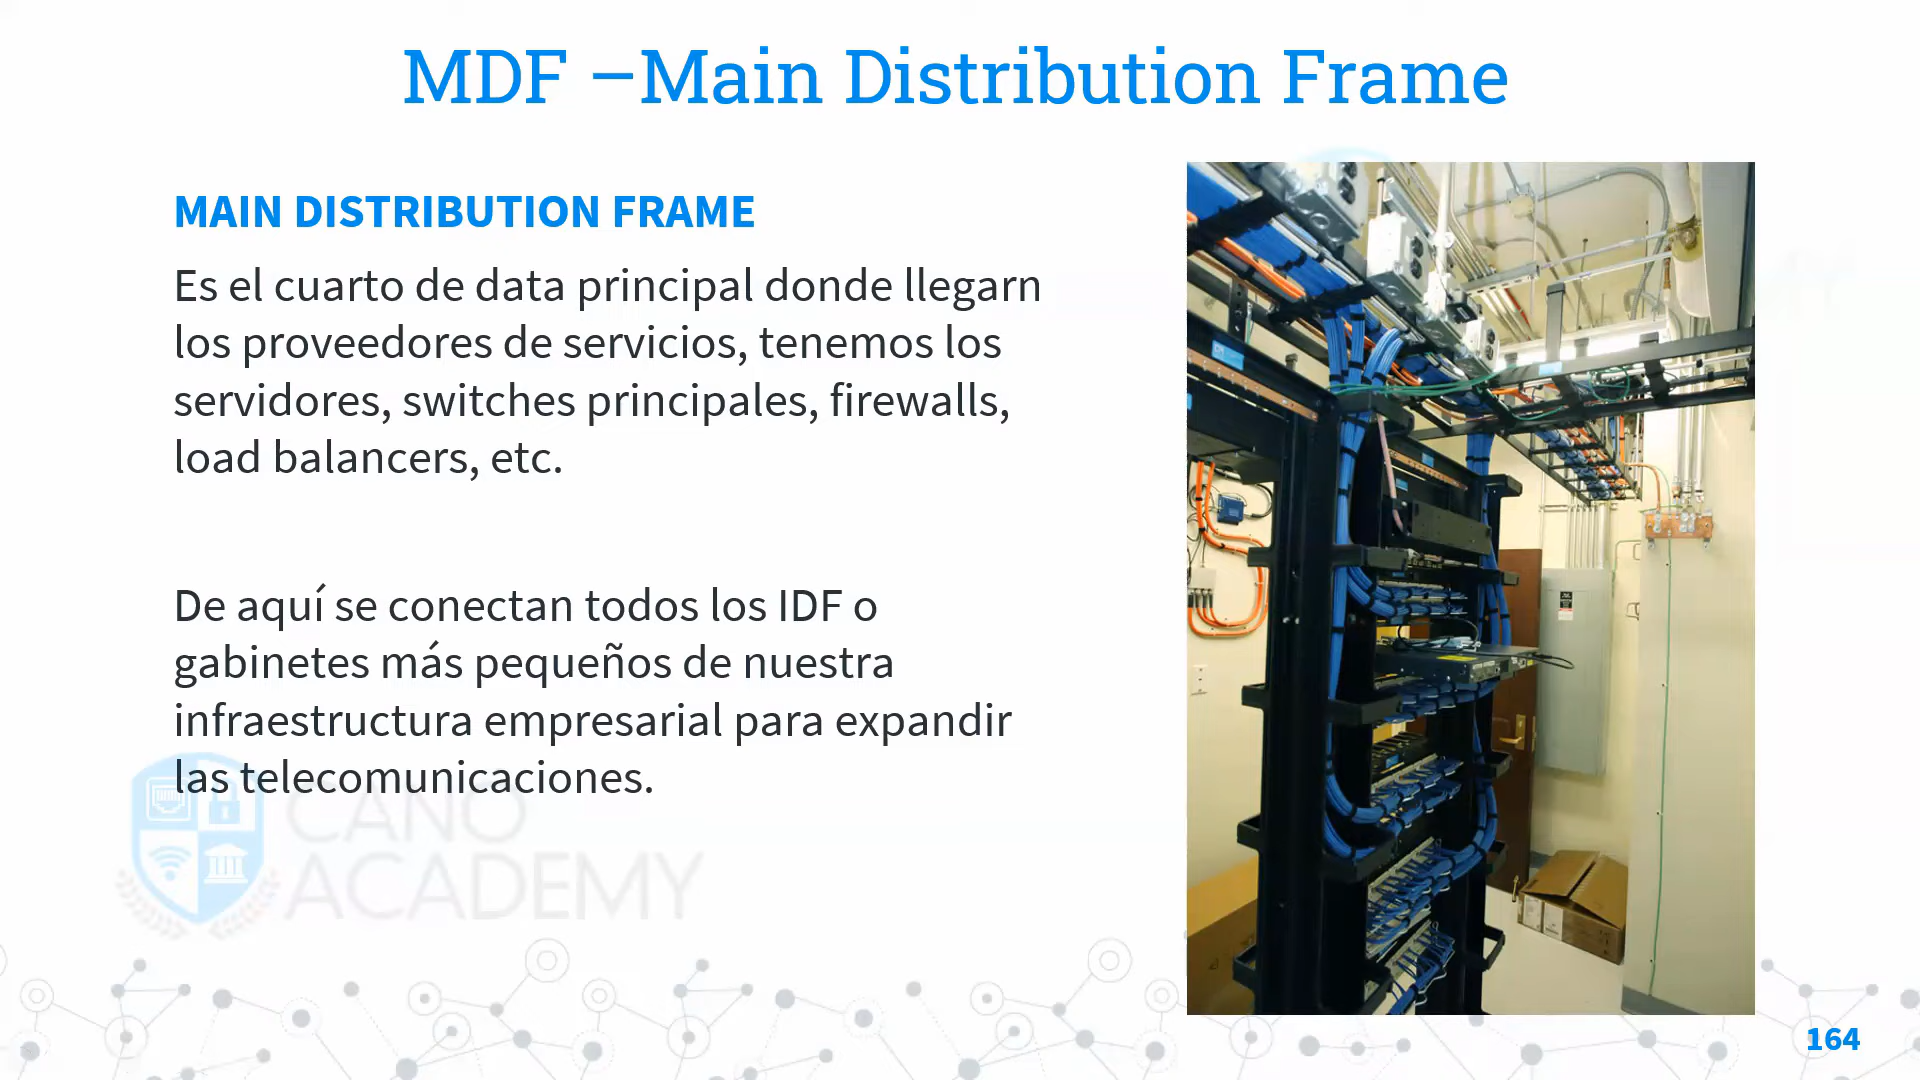 MDF –Main Distribution Frame
MAIN DISTRIBUTION FRAME
Es el cuarto de data principal donde llegarn
los proveedores de servicios, tenemos los
servidores, switches principales, firewalls,
load balancers, etc.
De aquí se conectan todos los IDF o
gabinetes más pequeños de nuestra
infraestructura empresarial para expandir
las telecomunicaciones.
CANO
ACADEMY
164